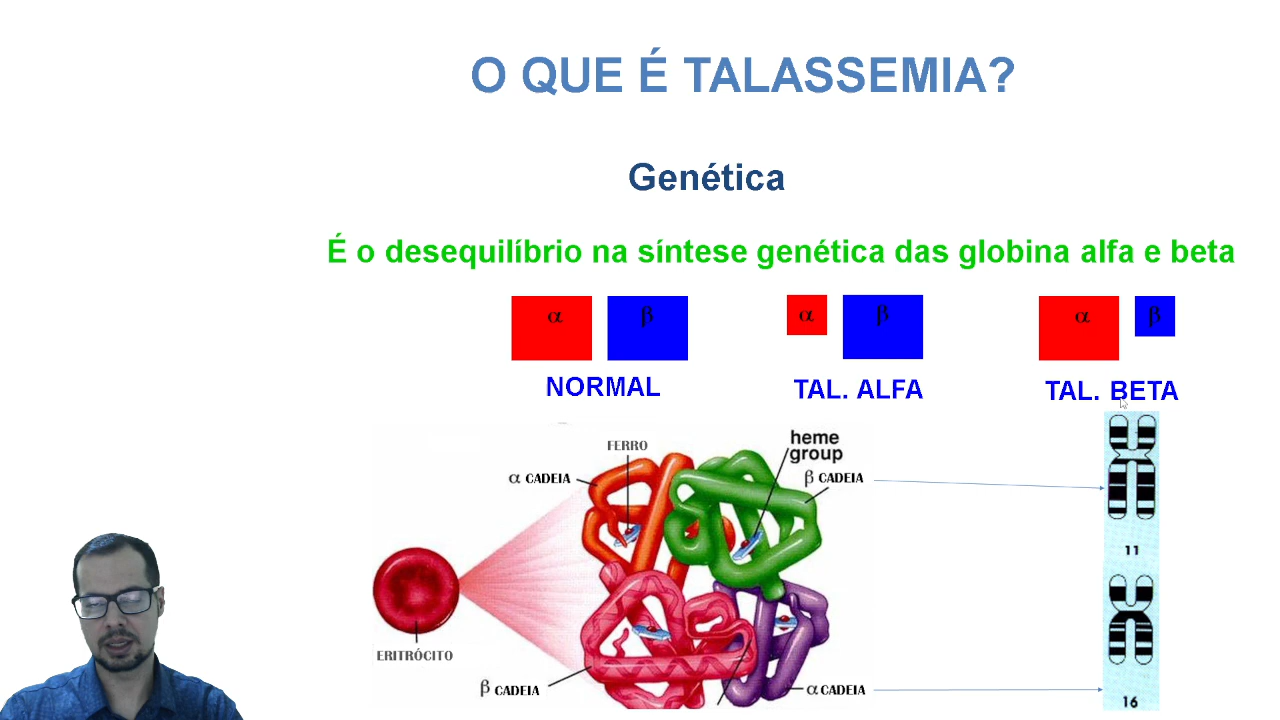 O QUE É TALASSEMIA?
Genética
É o desequilíbrio na síntese genética das globina alfa e beta
α β α β α β
NORMAL TAL. ALFA TAL. BETA
FERRO
heme
group
α CADEIA
β CADEIA
11
ERITRÓCITO
β CADEIA
α CADEIA
16